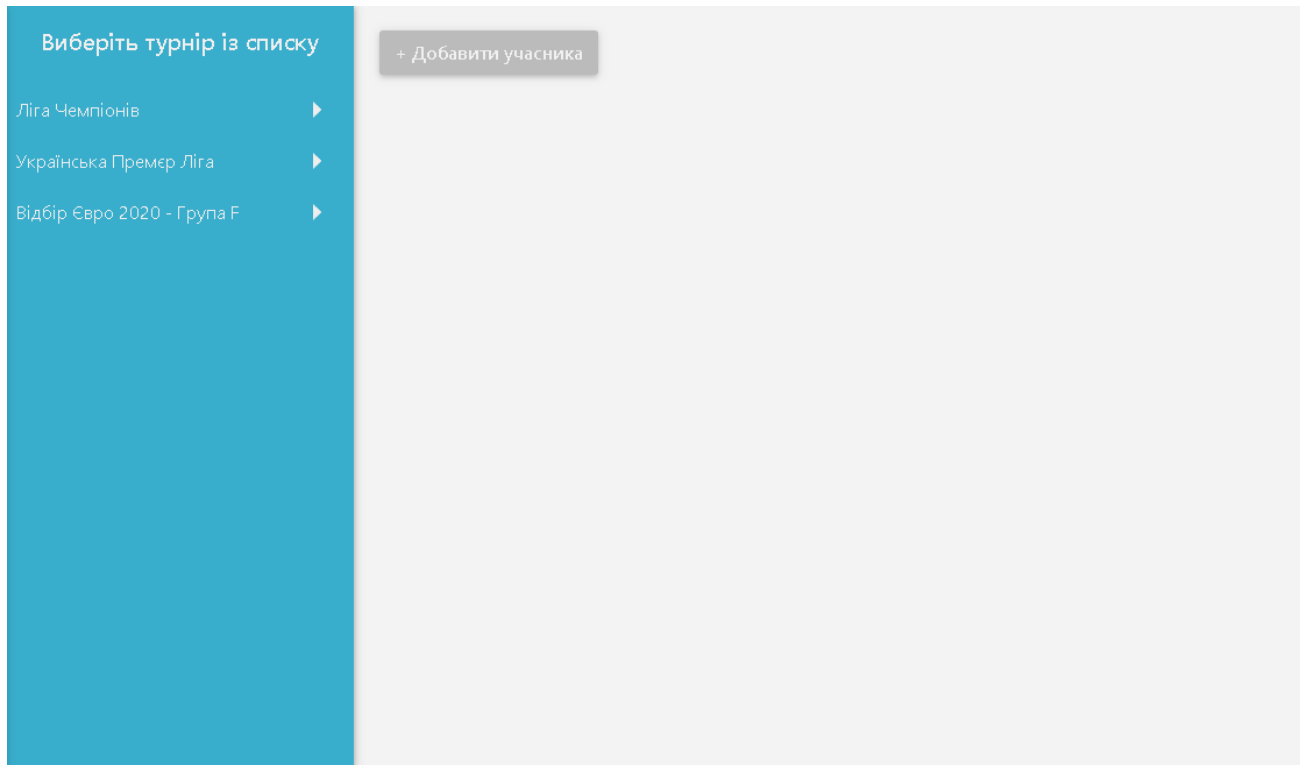 Виберіть турнір із списку
+ Добавити учасника
Ліга Чемпіонів
Українська Премєр Ліга
Відбір Євро 2020 - Група F